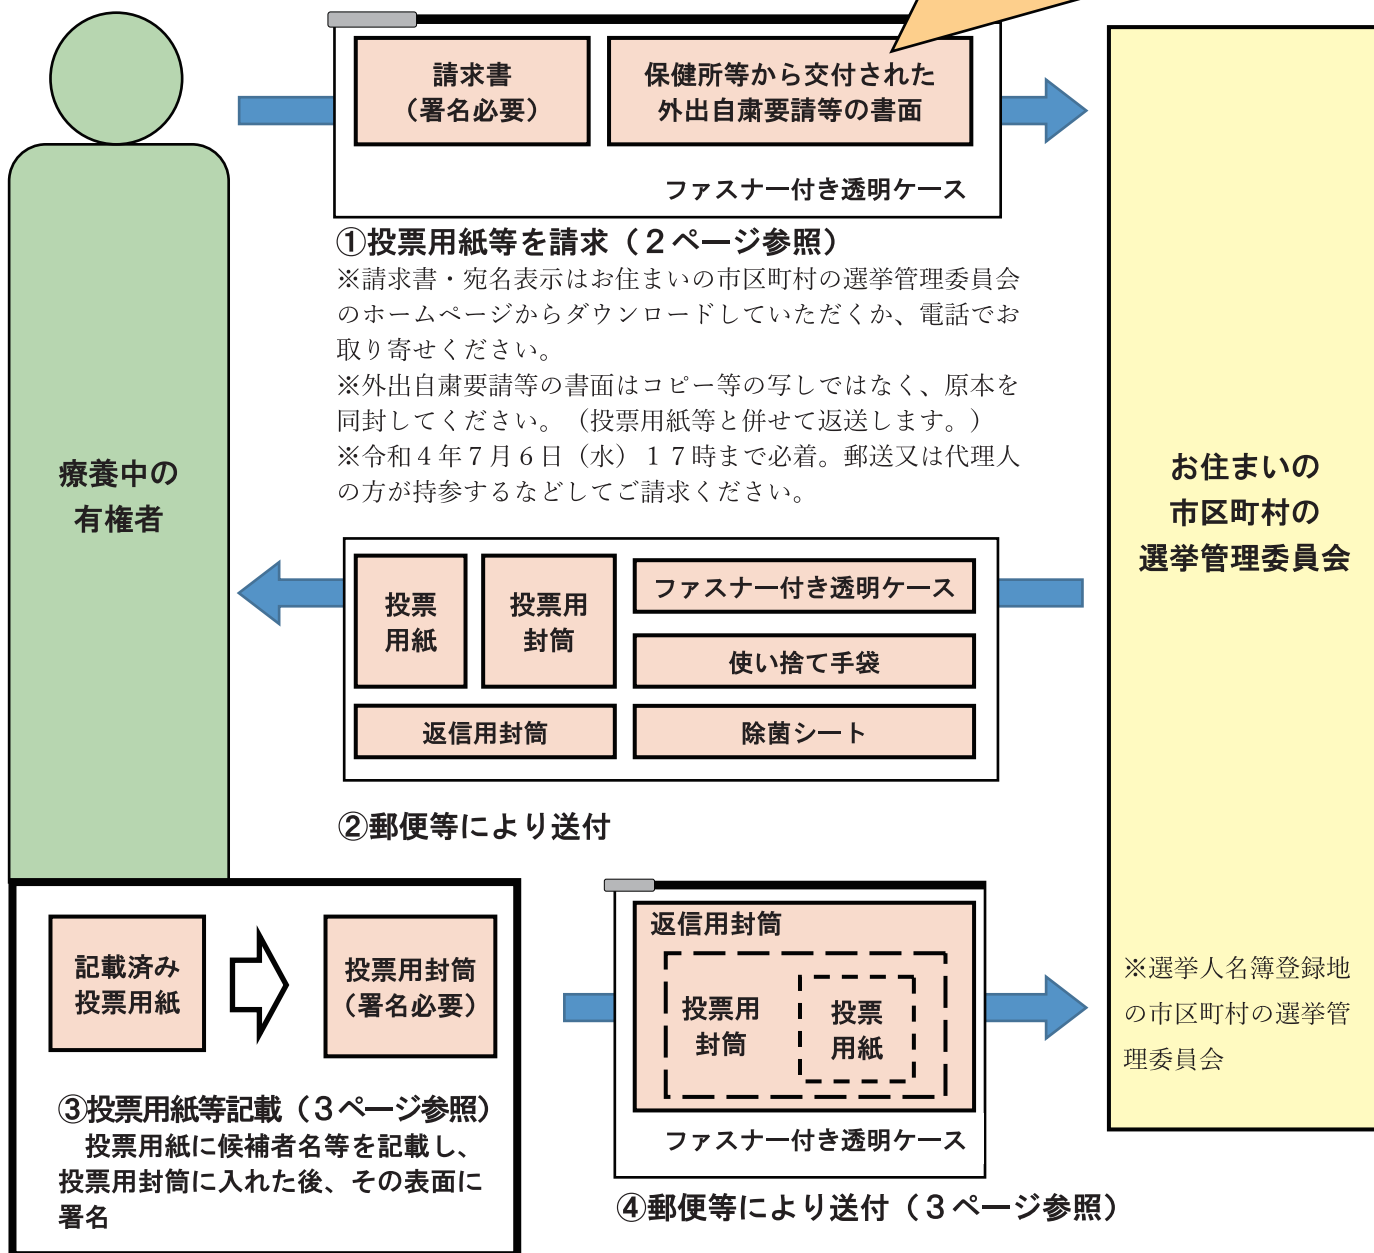 請求書
（署名必要）
保健所等から交付された
外出自粛要請等の書面
ファスナー付き透明ケース
①投票用紙等を請求（２ページ参照）
※請求書・宛名表示はお住まいの市区町村の選挙管理委員会
のホームページからダウンロードしていただくか、電話でお
取り寄せください。
※外出自粛要請等の書面はコピー等の写しではなく、原本を
同封してください。（投票用紙等と併せて返送します。）
※令和４年７月６日（水）１７時まで必着。郵送又は代理人
の方が持参するなどしてご請求ください。
療養中の
有権者
お住まいの
市区町村の
選挙管理委員会
投票
用紙
投票用
封筒
ファスナー付き透明ケース
使い捨て手袋
返信用封筒
除菌シート
②郵便等により送付
記載済み
投票用紙
投票用封筒
（署名必要）
③投票用紙等記載（３ページ参照）
投票用紙に候補者名等を記載し、
投票用封筒に入れた後、その表面に
署名
返信用封筒
投票用
封筒
投票
用紙
ファスナー付き透明ケース
④郵便等により送付（３ページ参照）
※選挙人名簿登録地
の市区町村の選挙管
理委員会